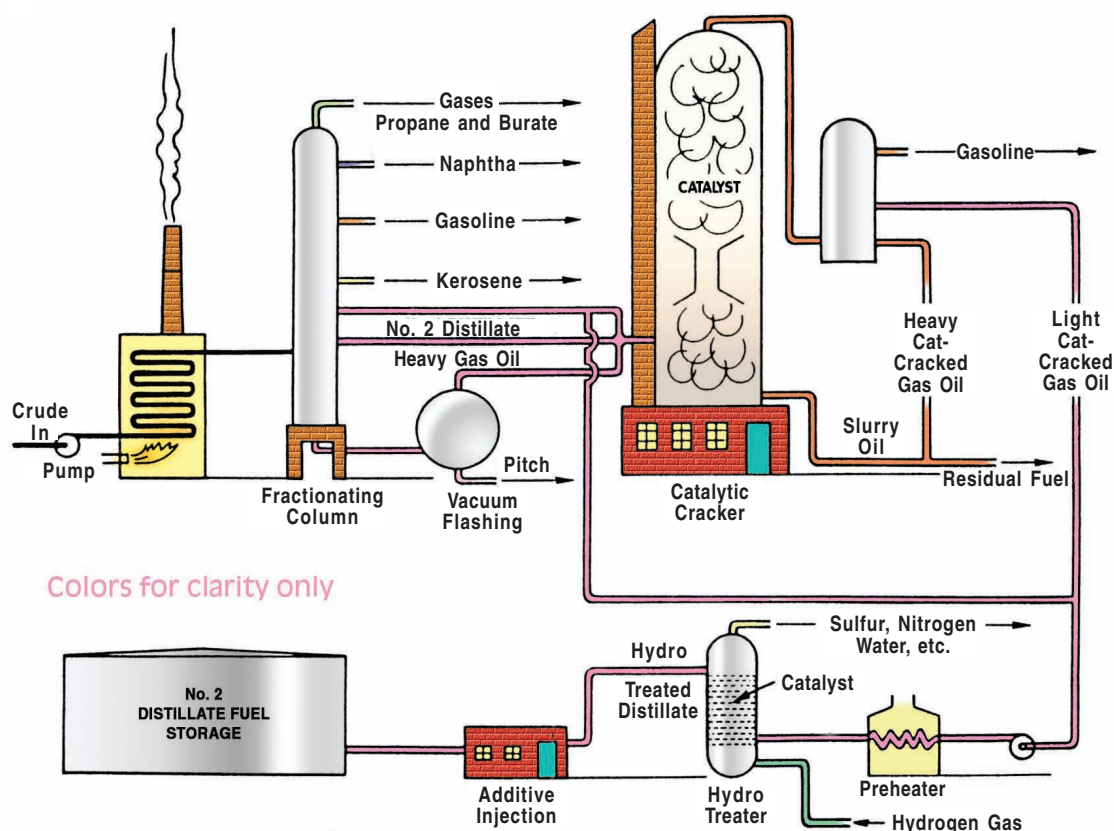 Gases
Propane and Burate
Naphtha
Gasoline
Kerosene
No. 2 Distillate
Heavy Gas Oil
Crude
In
Pump
Fractionating
Column
Vacuum
Flashing
Pitch
CATALYST
Catalytic
Cracker
Gasoline
Heavy
Cat-
Cracked
Gas Oil
Light
Cat-
Cracked
Gas Oil
Slurry
Oil
Residual Fuel
Colors for clarity only
No. 2
DISTILLATE FUEL
STORAGE
Additive
Injection
Hydro
Treated
Distillate
Sulfur, Nitrogen
Water, etc.
Catalyst
Hydro
Treater
Preheater
Hydrogen Gas